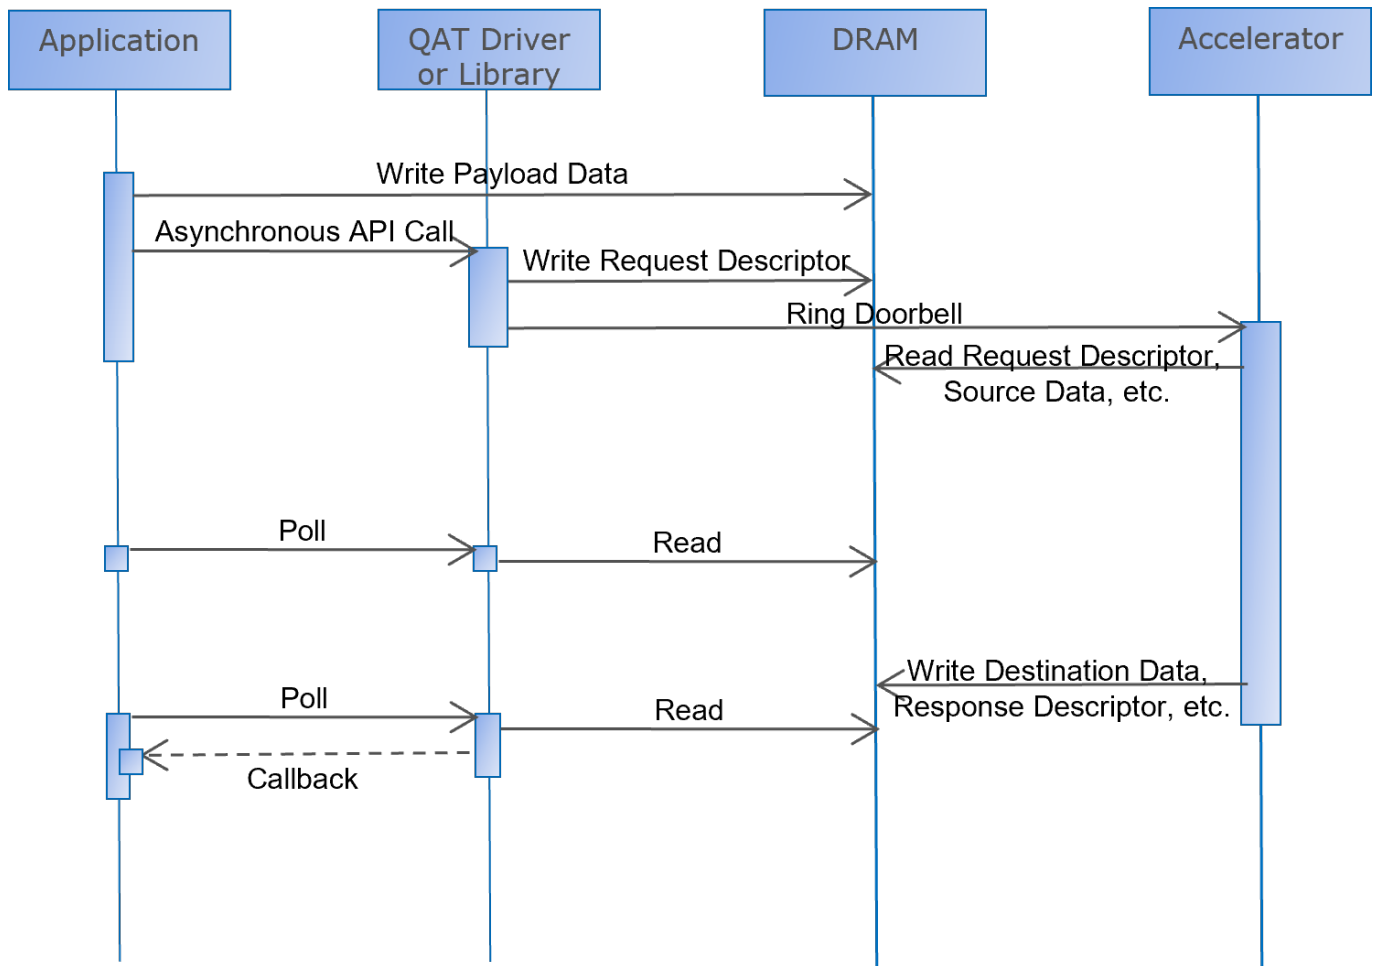 Application
QAT Driver
or Library
DRAM
Accelerator
Write Payload Data
Asynchronous API Call
Write Request Descriptor
Ring Doorbell
Read Request Descriptor,
Source Data, etc.
Poll
Read
Write Destination Data,
Response Descriptor, etc.
Poll
Read
Callback